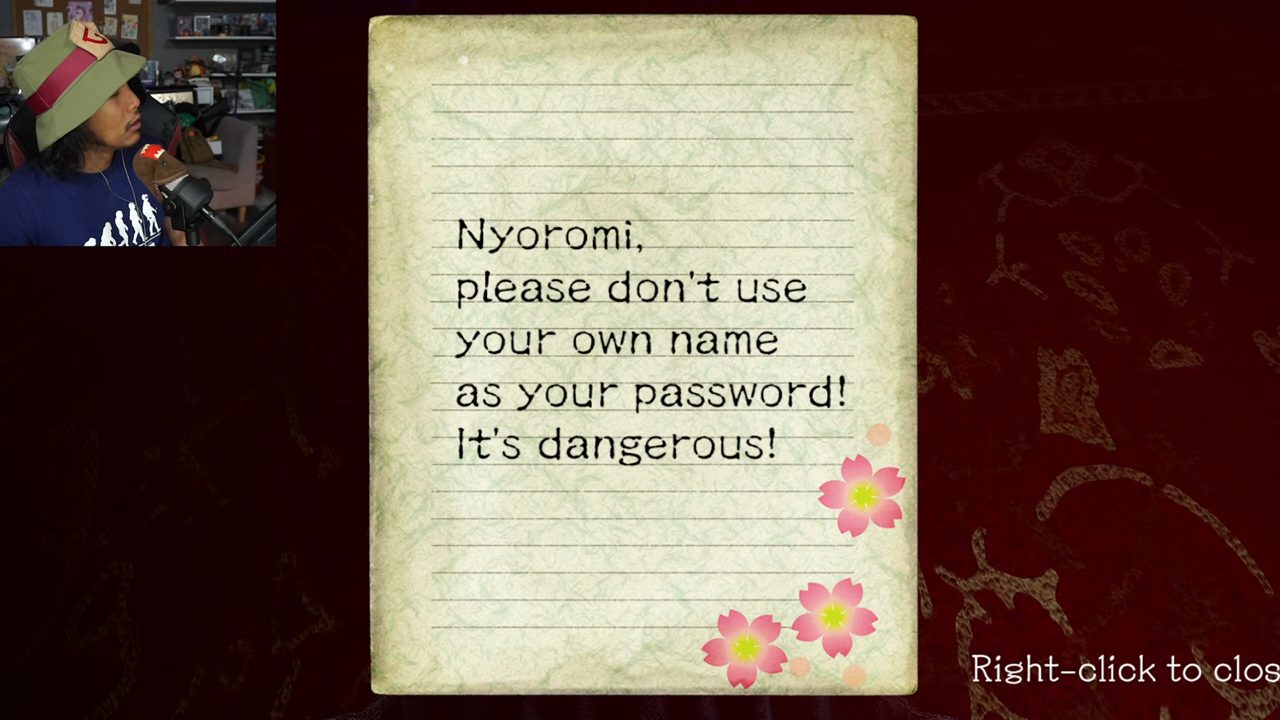 Nyoromi,
please don't use
your own name
as your password!
It's dangerous!
Right-click to clos